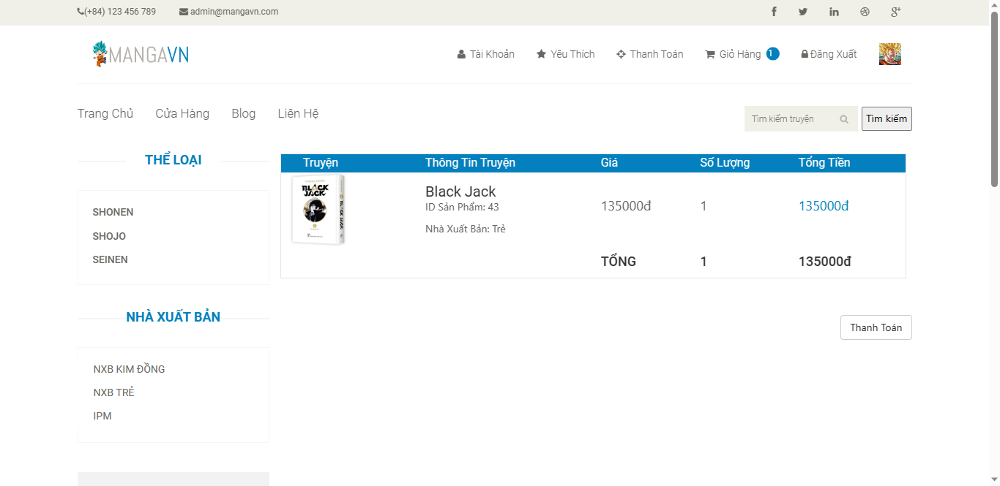 (+84) 123 456 789 admin@mangavn.com
MANGAVN
Tài Khoản Yêu Thích Thanh Toán Giỏ Hàng 1 Đăng Xuất
Trang Chủ Cửa Hàng Blog Liên Hệ
Tìm kiếm truyện Tìm kiếm
THỂ LOẠI
SHONEN
SHOJO
SEINEN
NHÀ XUẤT BẢN
NXB KIM ĐỒNG
NXB TRẺ
IPM
Truyện Thông Tin Truyện Giá Số Lượng Tổng Tiền
BLACK
JACK
Black Jack
ID Sản Phẩm: 43
Nhà Xuất Bản: Trẻ
135000đ 1 135000đ
TỔNG 1 135000đ
Thanh Toán